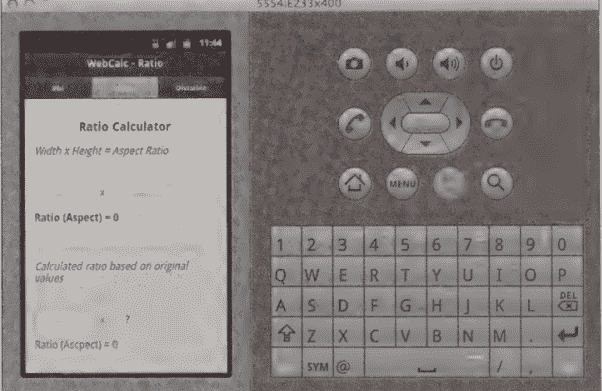 5554:E233x400
11:44
WebCalc - Ratio
Ratio Calculator
Width x Height = Aspect Ratio
x
Ratio (Aspect) = 0
Calculated ratio based on original
values
x ?
Ratio (Ascpect) = 0
MENU
1 2 3 4 5 6 7 8 9 0
Q W E R T Y U I O P
A S D F G H J K L DEL
Z X C V B N M .
SYM @ / ,